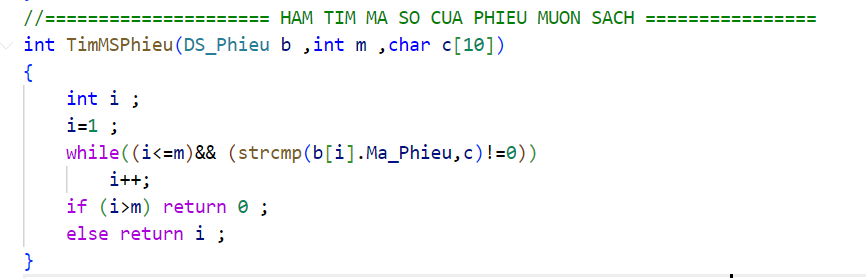 //===================== HAM TIM MA SO CUA PHIEU MUON SACH ================
int TimMSPhieu(DS_Phieu b ,int m ,char c[10])
{
int i ;
i=1 ;
while((i<=m)&& (strcmp(b[i].Ma_Phieu,c)!=0))
i++;
if (i>m) return 0 ;
else return i ;
}